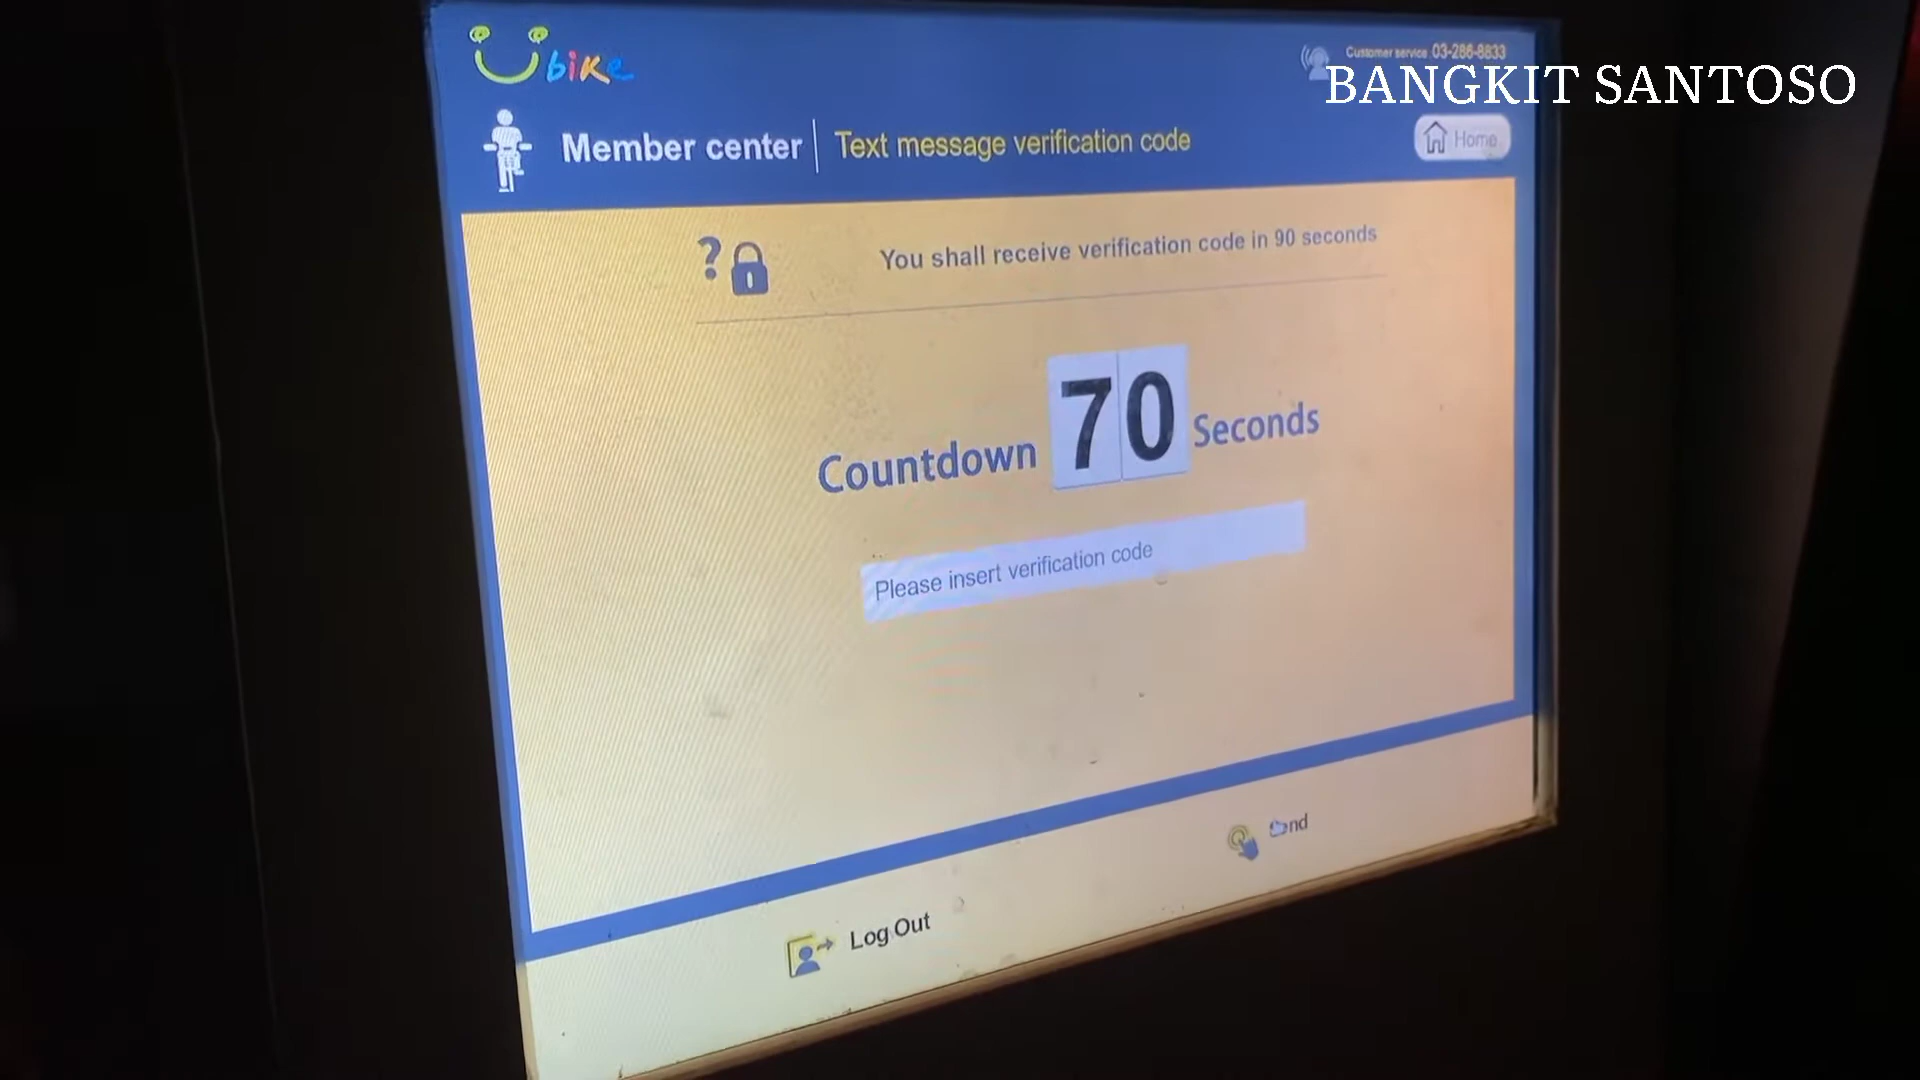 Ubike
Customer service 03-286-8833
BANGKIT SANTOSO
Member center
Text message verification code
Home
?
You shall receive verification code in 90 seconds
Countdown 70 Seconds
Please insert verification code
Log Out